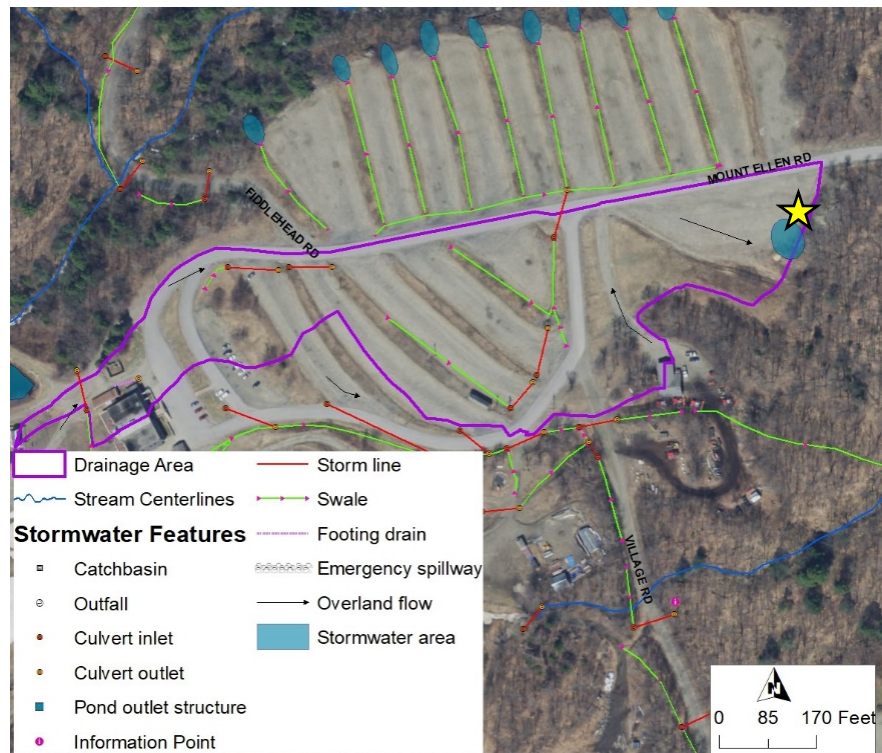 MOUNT ELLEN RD
FIDDLEHEAD RD
VILLAGE RD
Drainage Area
Stream Centerlines
Stormwater Features
Catchbasin
Outfall
Culvert inlet
Culvert outlet
Pond outlet structure
Information Point
Storm line
Swale
Footing drain
Emergency spillway
Overland flow
Stormwater area
N
0 85 170 Feet